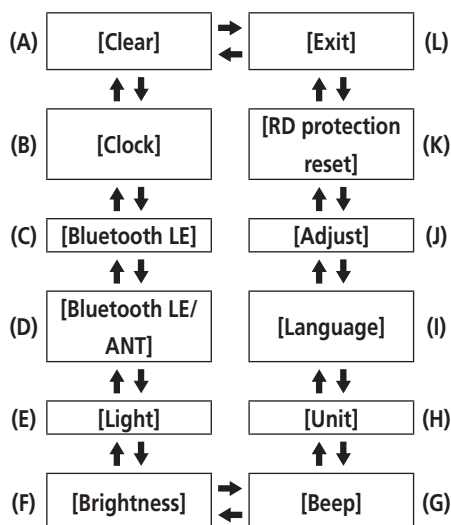 (A) [Clear] [Exit] (L)
(B) [Clock] [RD protection
reset] (K)
(C) [Bluetooth LE] [Adjust] (J)
(D) [Bluetooth LE/
ANT] [Language] (I)
(E) [Light] [Unit] (H)
(F) [Brightness] [Beep] (G)